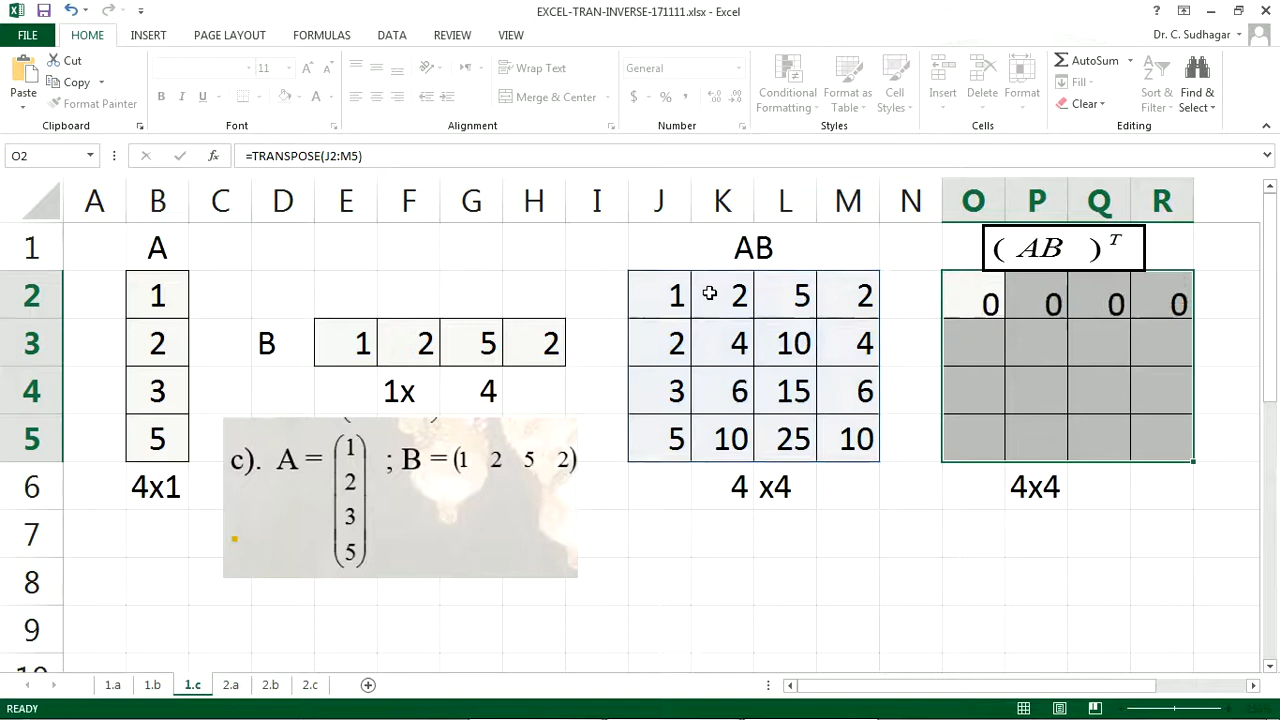 EXCEL-TRAN-INVERSE-171111.xlsx - Excel
?
FILE HOME INSERT PAGE LAYOUT FORMULAS DATA REVIEW VIEW Dr. C. Sudhagar
Paste Cut Copy Format Painter
Clipboard
11 A A B I U A
Font
Wrap Text Merge & Center
Alignment
General $ % ,
Number
Conditional Formatting Format as Table Cell Styles
Styles
Insert Delete Format
Cells
AutoSum Fill Clear Sort & Filter Find & Select
Editing
O2 fx =TRANSPOSE(J2:M5)
A B C D E F G H I J K L M N O P Q R
1 A AB ( AB ) T
2 1 1 2 5 2 0 0 0 0
3 2 B 1 2 5 2 2 4 10 4
4 3 1x 4 3 6 15 6
5 5 5 10 25 10
6 4x1 4 x4 4x4
c). A = (1 2 3 5) ; B = (1 2 5 2)
7
8
9
1.a 1.b 1.c 2.a 2.b 2.c
READY